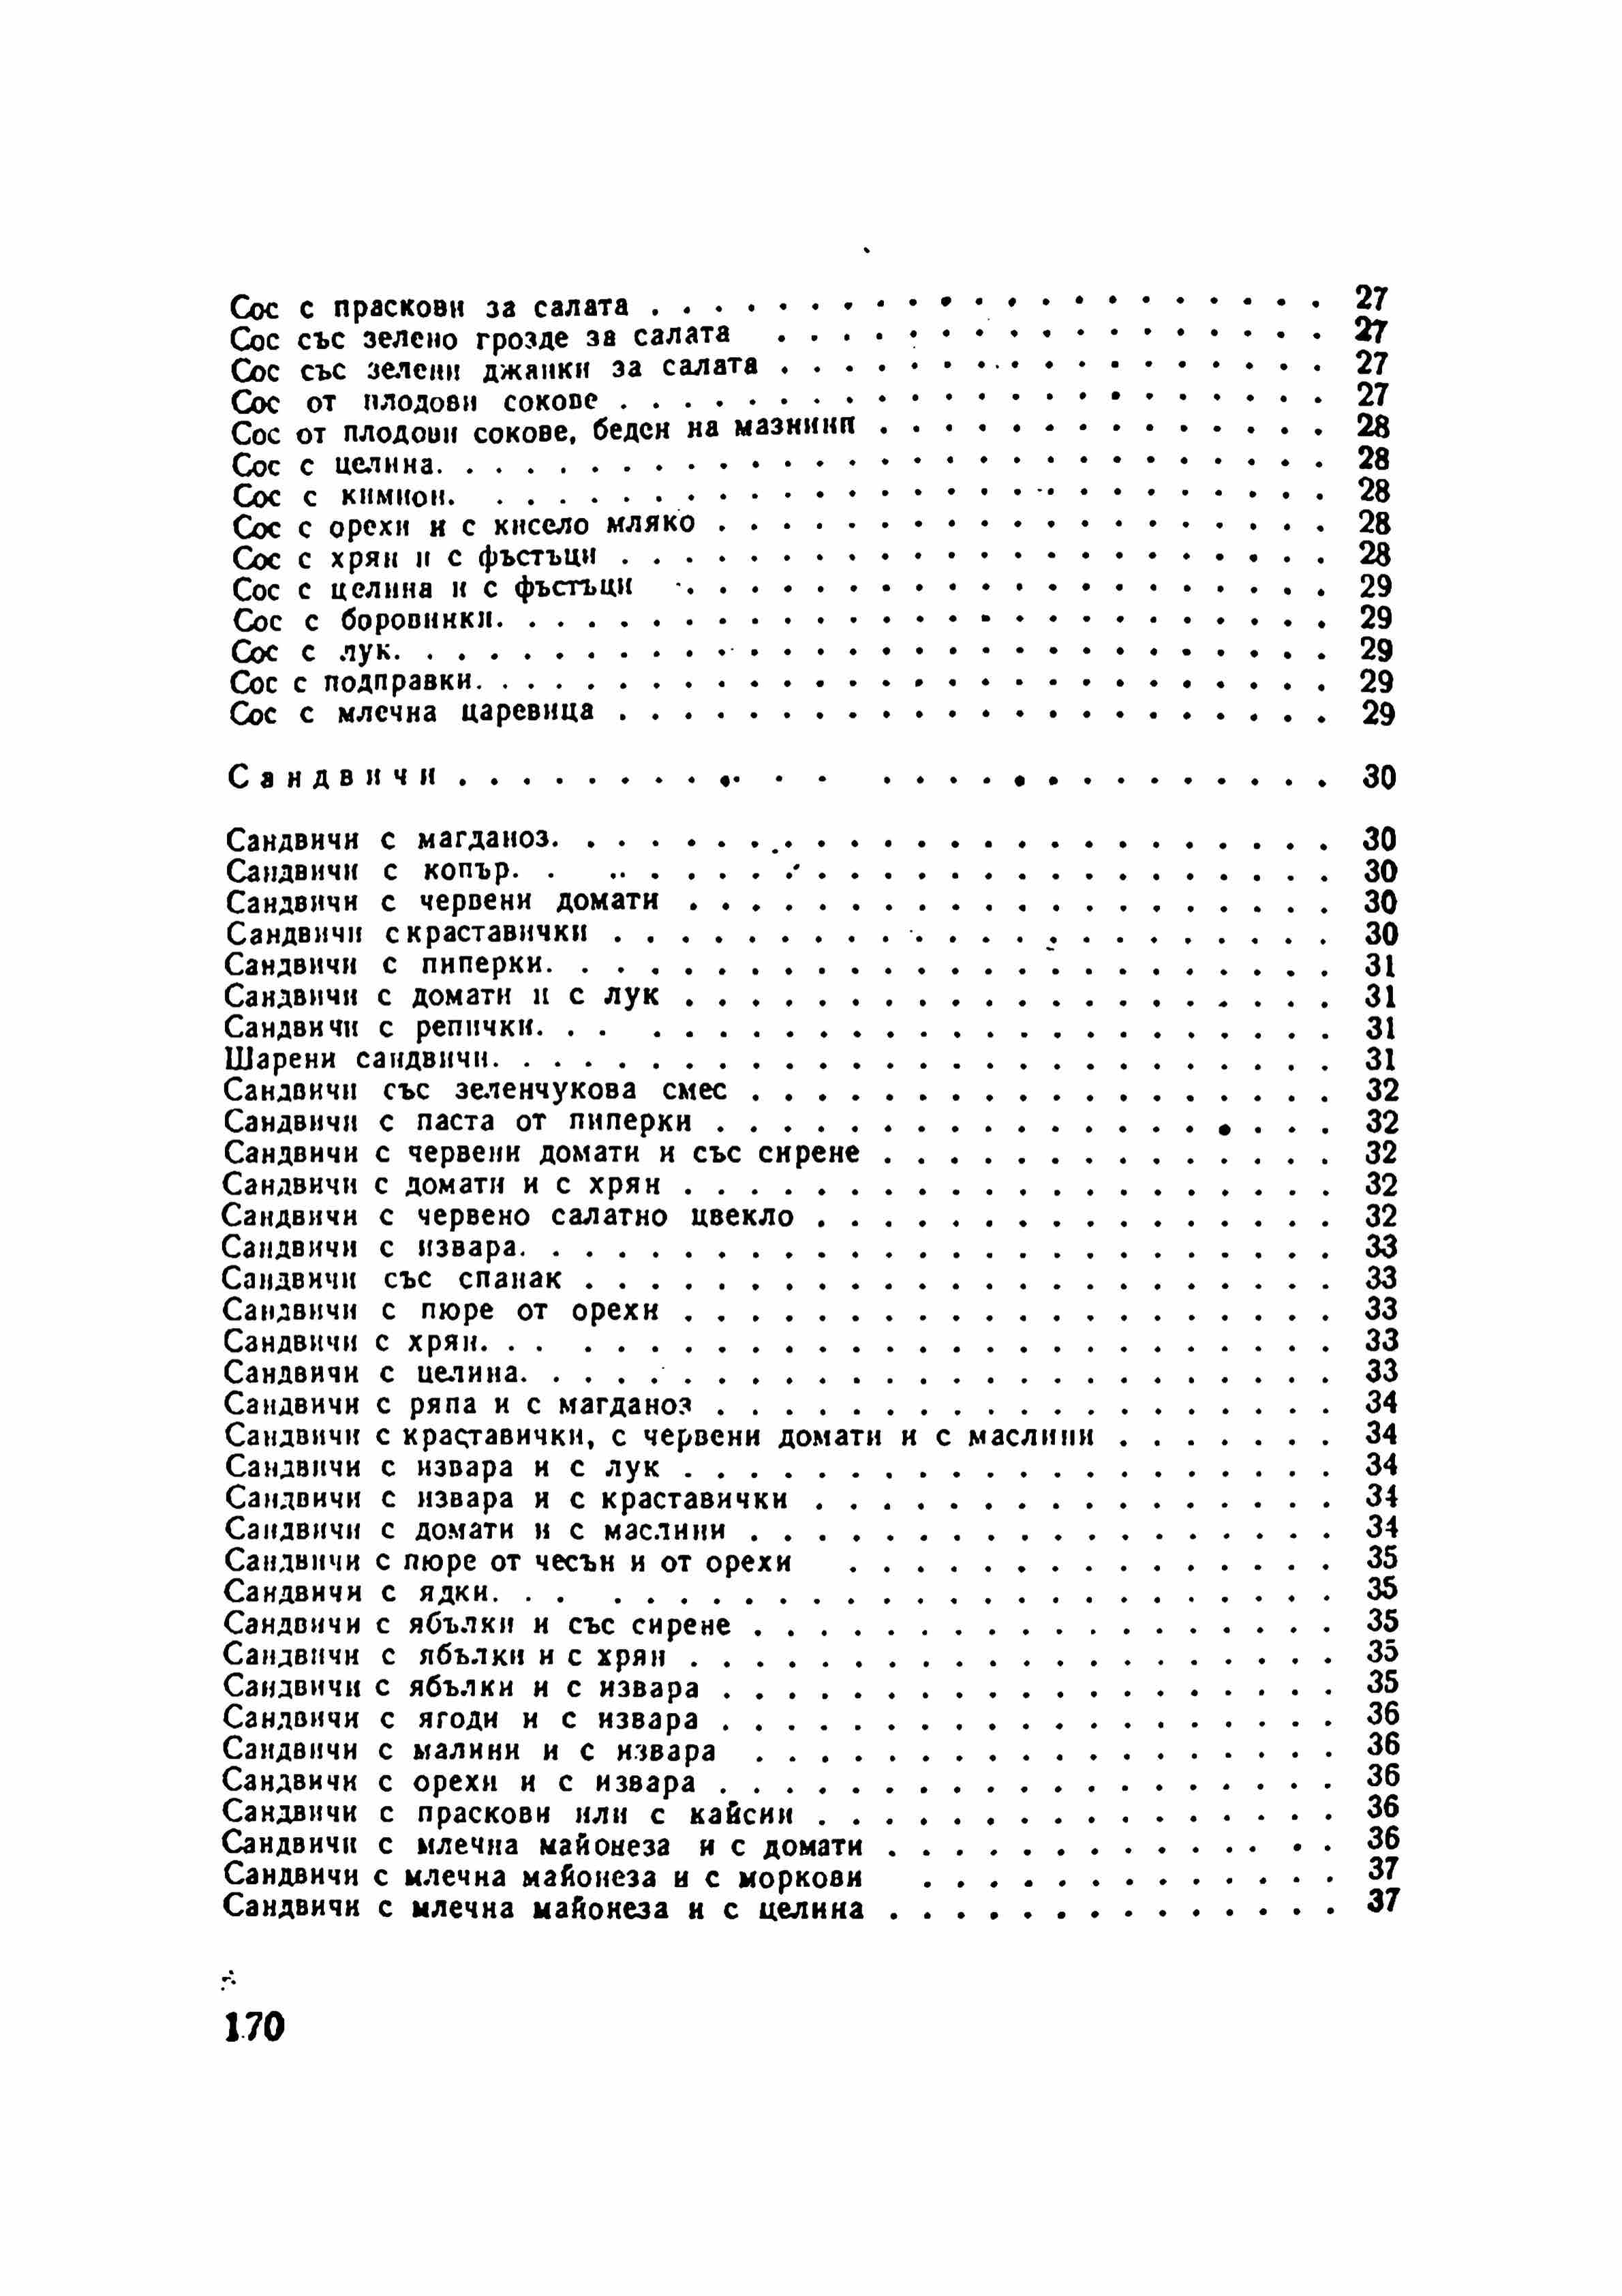 Сос с праскови за салата . . . . . . . . . . . . . . . . . . . . . 27
Сос със зелено грозде за салата . . . . . . . . . . . . . . . . . 27
Сос със зелени джанки за салата . . . . . . . . . . . . . . . . . 27
Сос от плодови сокове . . . . . . . . . . . . . . . . . . . . . . 27
Сос от плодови сокове, беден на мазнини . . . . . . . . . . . . . . 28
Сос с целина. . . . . . . . . . . . . . . . . . . . . . . . . . . 28
Сос с кимион. . . . . . . . . . . . . . . . . . . . . . . . . . . 28
Сос с орехи и с кисело мляко . . . . . . . . . . . . . . . . . . . 28
Сос с хрян и с фъстъци . . . . . . . . . . . . . . . . . . . . . . 28
Сос с целина и с фъстъци . . . . . . . . . . . . . . . . . . . . 29
Сос с боровинки. . . . . . . . . . . . . . . . . . . . . . . . . . 29
Сос с лук. . . . . . . . . . . . . . . . . . . . . . . . . . . . 29
Сос с подправки. . . . . . . . . . . . . . . . . . . . . . . . . . 29
Сос с млечна царевица . . . . . . . . . . . . . . . . . . . . . . 29
Сандвичи . . . . . . . . . . . . . . . . . . . . . . . . . 30
Сандвичи с магданоз. . . . . . . . . . . . . . . . . . . . . . . . 30
Сандвичи с копър. . . . . . . . . . . . . . . . . . . . . . . . . 30
Сандвичи с червени домати . . . . . . . . . . . . . . . . . . . . 30
Сандвичи с краставички . . . . . . . . . . . . . . . . . . . . . . 30
Сандвичи с пиперки. . . . . . . . . . . . . . . . . . . . . . . . 31
Сандвичи с домати и с лук . . . . . . . . . . . . . . . . . . . . 31
Сандвичи с репички. . . . . . . . . . . . . . . . . . . . . . . . 31
Шарени сандвичи. . . . . . . . . . . . . . . . . . . . . . . . . . 31
Сандвичи със зеленчукова смес . . . . . . . . . . . . . . . . . . 32
Сандвичи с паста от пиперки . . . . . . . . . . . . . . . . . . . 32
Сандвичи с червени домати и със сирене . . . . . . . . . . . . . . 32
Сандвичи с домати и с хрян . . . . . . . . . . . . . . . . . . . . 32
Сандвичи с червено салатно цвекло . . . . . . . . . . . . . . . . 32
Сандвичи с извара. . . . . . . . . . . . . . . . . . . . . . . . . 33
Сандвичи със спанак . . . . . . . . . . . . . . . . . . . . . . . 33
Сандвичи с пюре от орехи . . . . . . . . . . . . . . . . . . . . 33
Сандвичи с хрян. . . . . . . . . . . . . . . . . . . . . . . . . . 33
Сандвичи с целина. . . . . . . . . . . . . . . . . . . . . . . . . 33
Сандвичи с ряпа и с магданоз . . . . . . . . . . . . . . . . . . . 34
Сандвичи с краставички, с червени домати и с маслини . . . . . . . 34
Сандвичи с извара и с лук . . . . . . . . . . . . . . . . . . . . 34
Сандвичи с извара и с краставички . . . . . . . . . . . . . . . . 34
Сандвичи с домати и с маслини . . . . . . . . . . . . . . . . . . 34
Сандвичи с пюре от чесън и от орехи . . . . . . . . . . . . . . . 35
Сандвичи с ядки. . . . . . . . . . . . . . . . . . . . . . . . . 35
Сандвичи с ябълки и със сирене . . . . . . . . . . . . . . . . . . 35
Сандвичи с ябълки и с хрян . . . . . . . . . . . . . . . . . . . . 35
Сандвичи с ябълки и с извара . . . . . . . . . . . . . . . . . . . 35
Сандвичи с ягоди и с извара . . . . . . . . . . . . . . . . . . . 36
Сандвичи с малини и с извара . . . . . . . . . . . . . . . . . . 36
Сандвичи с орехи и с извара . . . . . . . . . . . . . . . . . . . 36
Сандвичи с праскови или с кайсии . . . . . . . . . . . . . . . . 36
Сандвичи с млечна майонеза и с домати . . . . . . . . . . . . . . 36
Сандвичи с млечна майонеза и с моркови . . . . . . . . . . . . . 37
Сандвичи с млечна майонеза и с целина . . . . . . . . . . . . . . 37
170